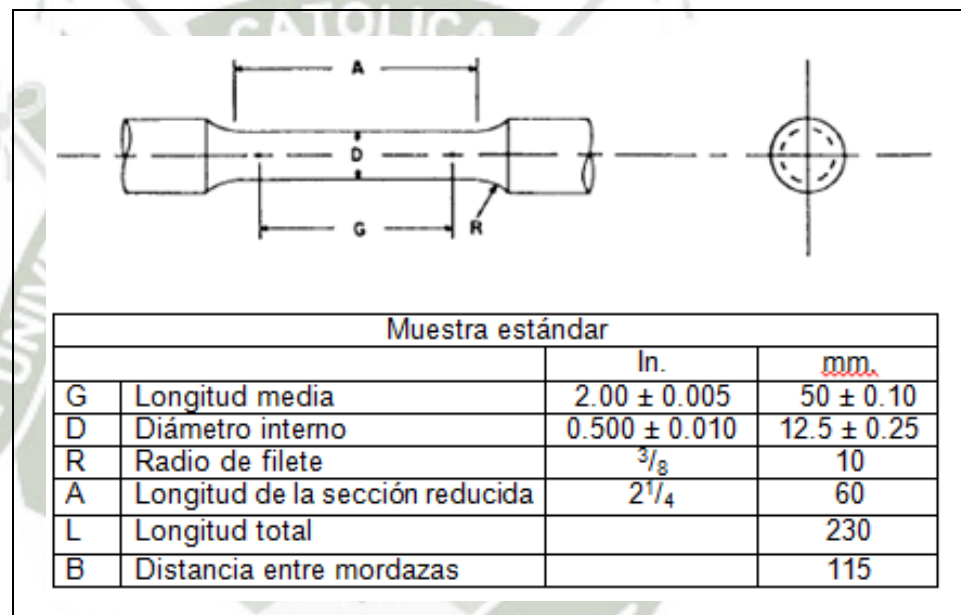 CATOLICA
A
D
G
R
UNIV
Muestra estándar
In. mm.
G Longitud media 2.00 ± 0.005 50 ± 0.10
D Diámetro interno 0.500 ± 0.010 12.5 ± 0.25
R Radio de filete 3/8 10
A Longitud de la sección reducida 2 1/4 60
L Longitud total 230
B Distancia entre mordazas 115